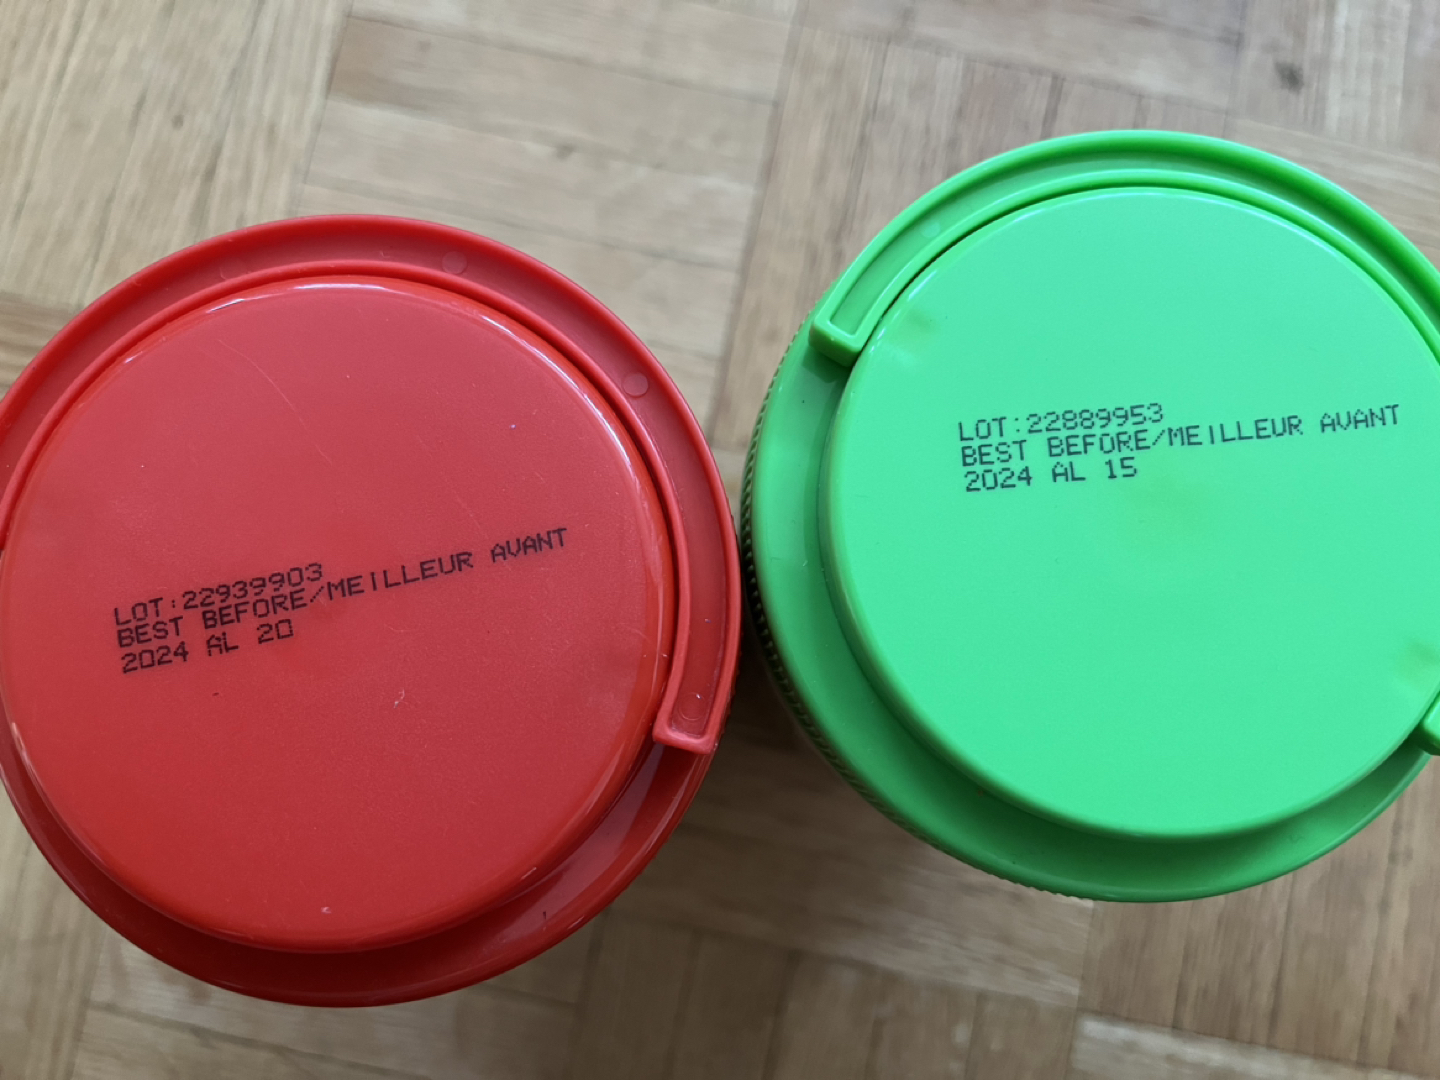 LOT:22939903
BEST BEFORE/MEILLEUR AVANT
2024 AL 20
LOT:22889953
BEST BEFORE/MEILLEUR AVANT
2024 AL 15